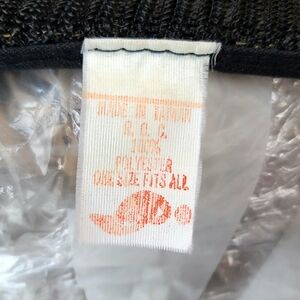 MADE IN TAIWAN
R. O. C.
100%
POLYESTER
ONE SIZE FITS ALL